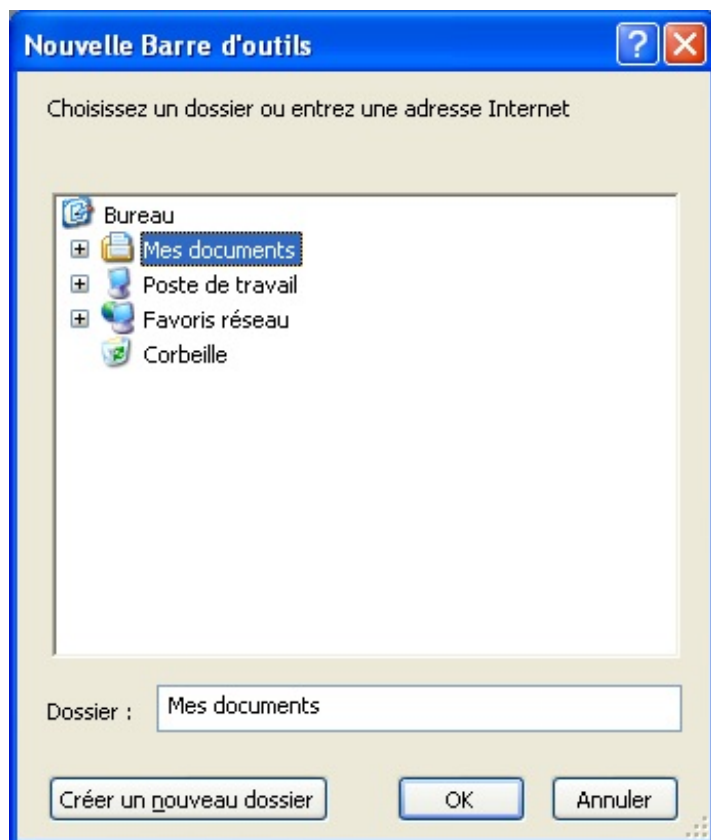 Nouvelle Barre d'outils
Choisissez un dossier ou entrez une adresse Internet
Bureau
Mes documents
Poste de travail
Favoris réseau
Corbeille
Dossier : Mes documents
Créer un nouveau dossier OK Annuler